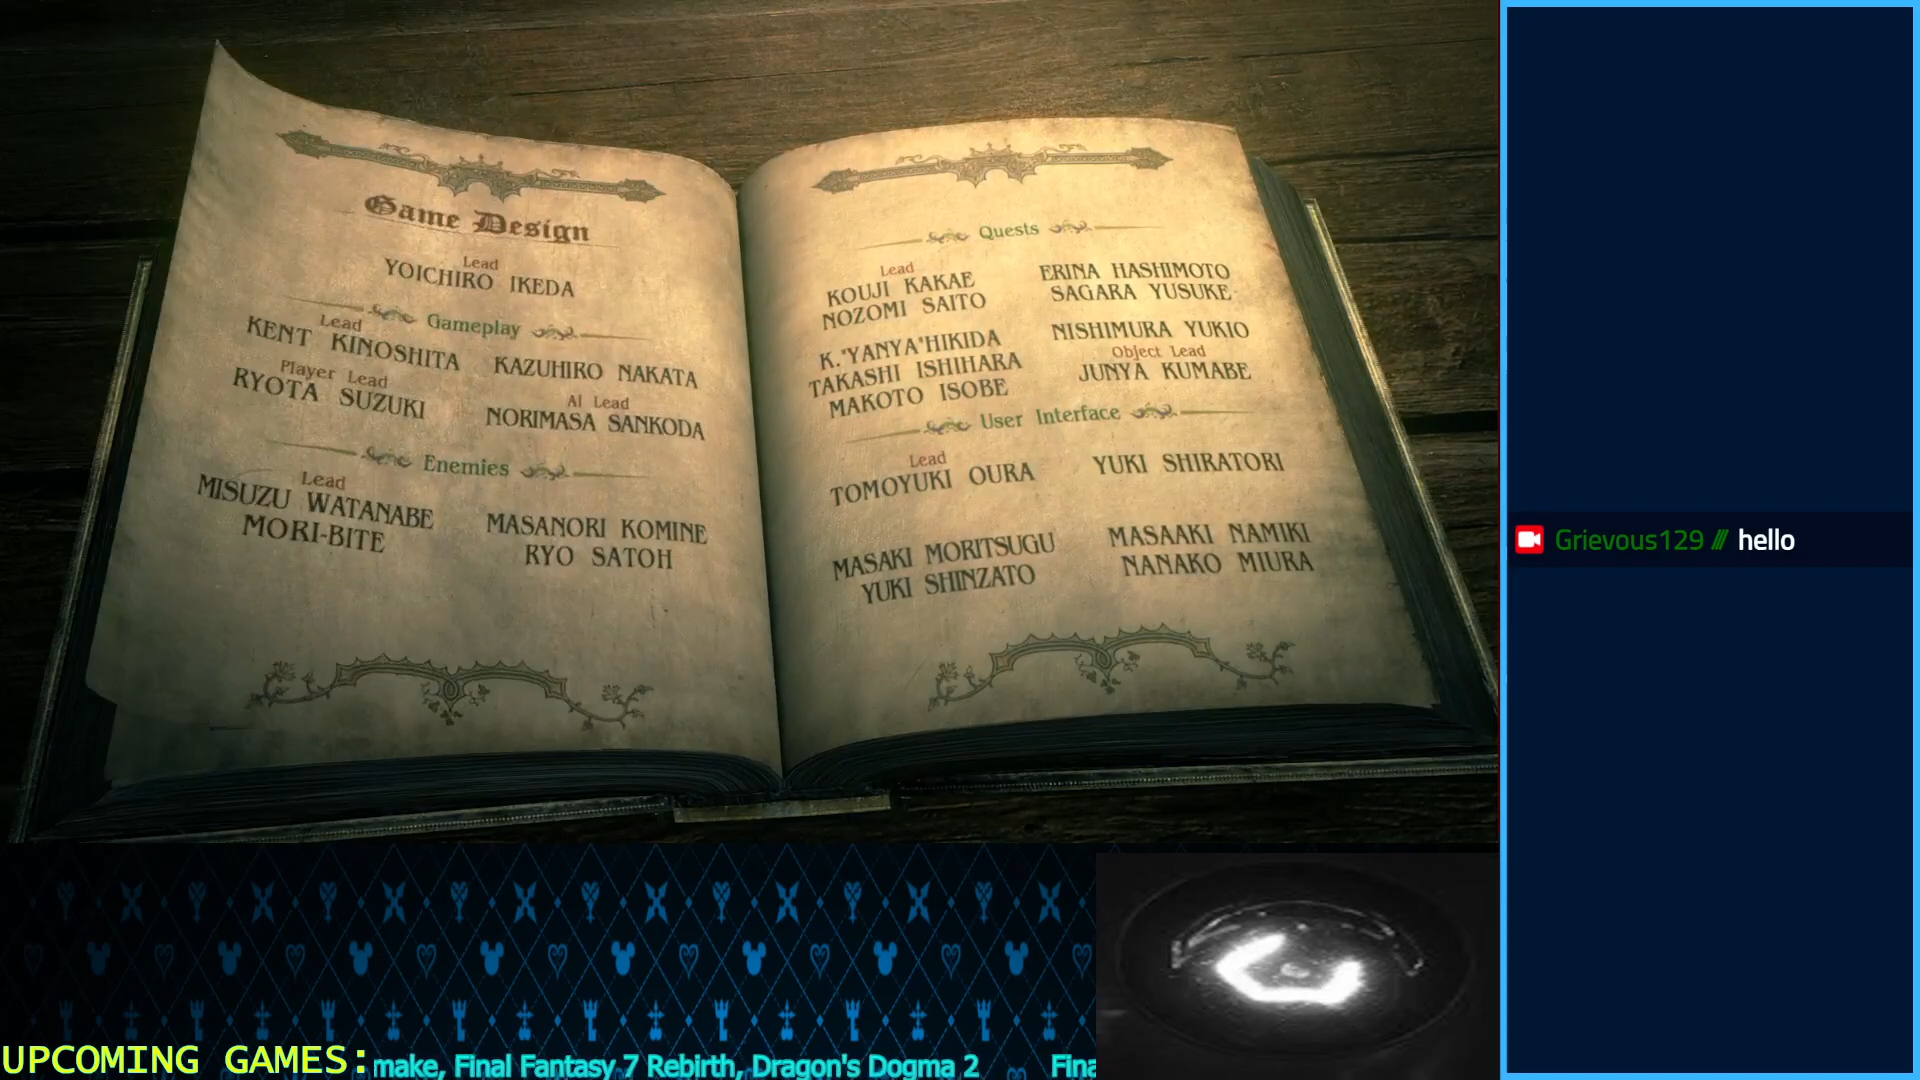 Game Design
Lead
YOICHIRO IKEDA
Gameplay
Lead
KENT KINOSHITA
KAZUHIRO NAKATA
Player Lead
RYOTA SUZUKI
AI Lead
NORIMASA SANKODA
Enemies
Lead
MISUZU WATANABE
MORI-BITE
MASANORI KOMINE
RYO SATOH
Quests
Lead
KOUJI KAKAE
NOZOMI SAITO
ERINA HASHIMOTO
SAGARA YUSUKE
K."YANYA"HIKIDA
TAKASHI ISHIHARA
MAKOTO ISOBE
NISHIMURA YUKIO
Object Lead
JUNYA KUMABE
User Interface
Lead
TOMOYUKI OURA
YUKI SHIRATORI
MASAKI MORITSUGU
YUKI SHINZATO
MASAAKI NAMIKI
NANAKO MIURA
Grievous129 /// hello
UPCOMING GAMES: make, Final Fantasy 7 Rebirth, Dragon's Dogma 2 Fina